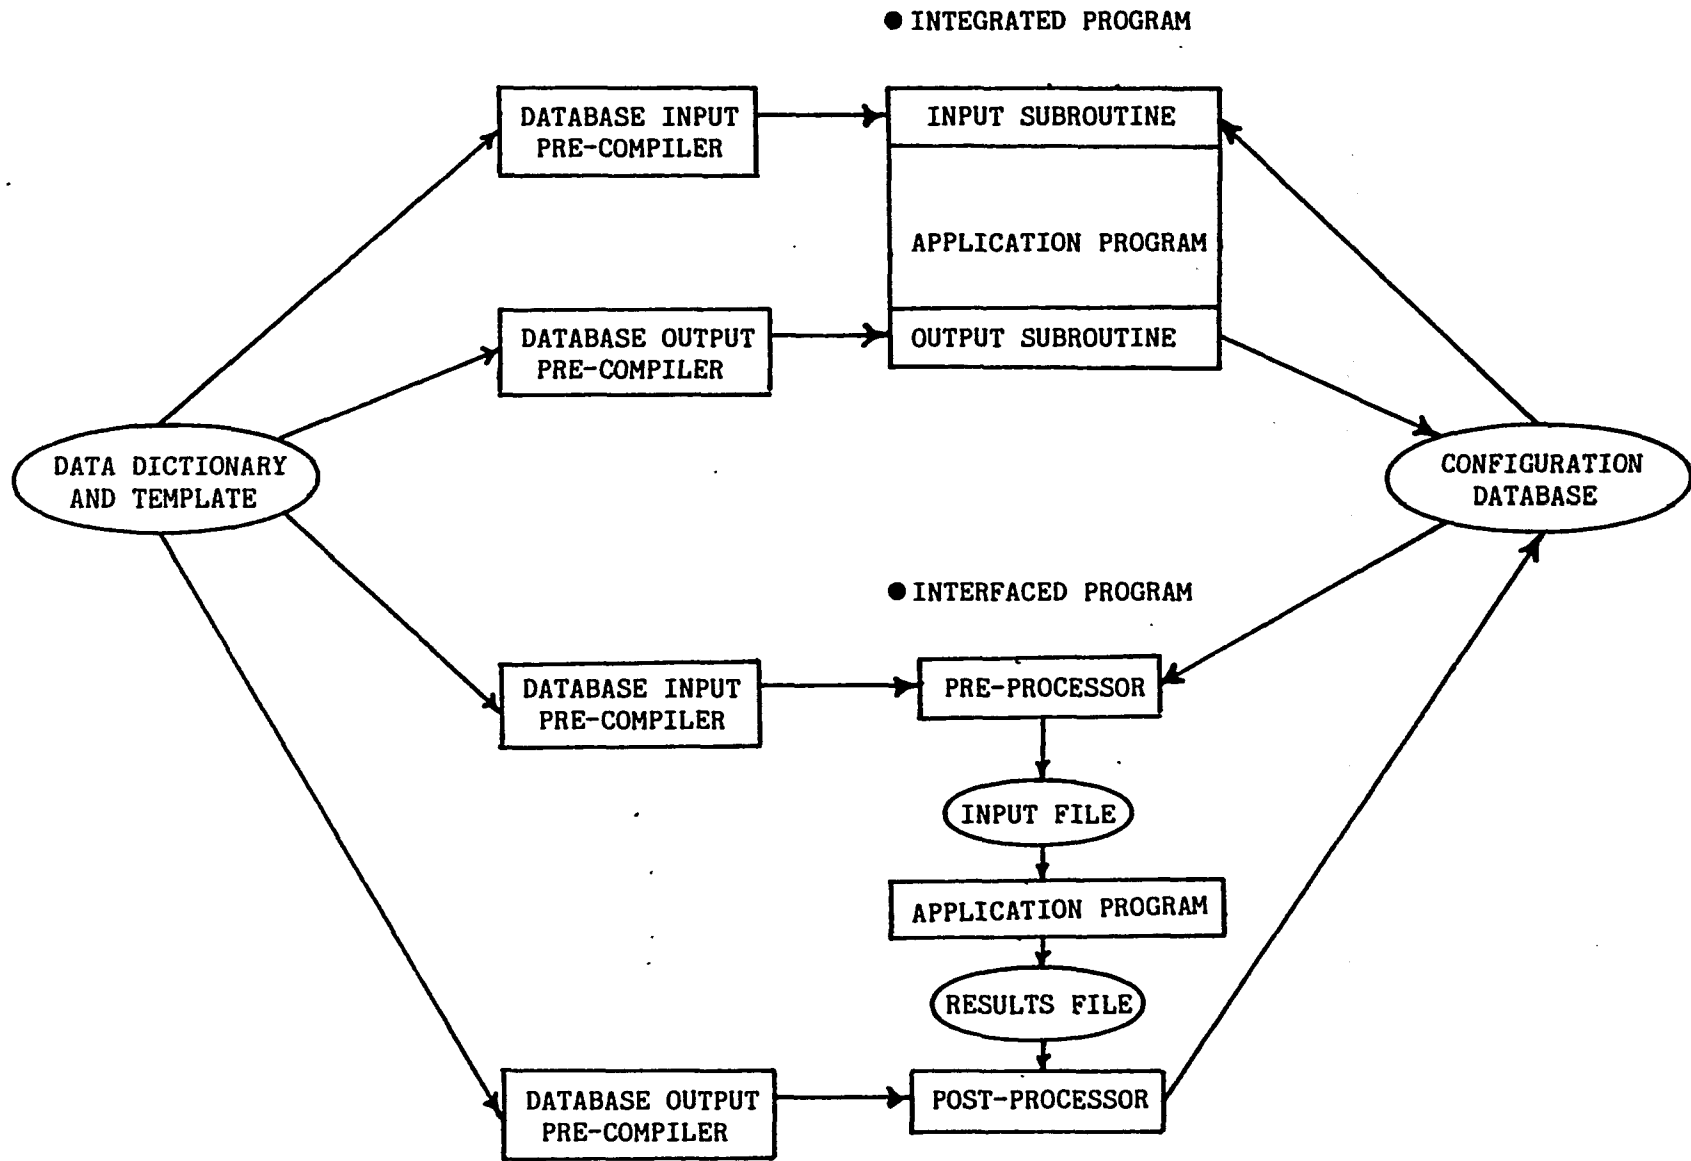 ● INTEGRATED PROGRAM
DATABASE INPUT
PRE-COMPILER
INPUT SUBROUTINE
APPLICATION PROGRAM
DATABASE OUTPUT
PRE-COMPILER
OUTPUT SUBROUTINE
DATA DICTIONARY
AND TEMPLATE
CONFIGURATION
DATABASE
● INTERFACED PROGRAM
DATABASE INPUT
PRE-COMPILER
PRE-PROCESSOR
INPUT FILE
APPLICATION PROGRAM
RESULTS FILE
DATABASE OUTPUT
PRE-COMPILER
POST-PROCESSOR